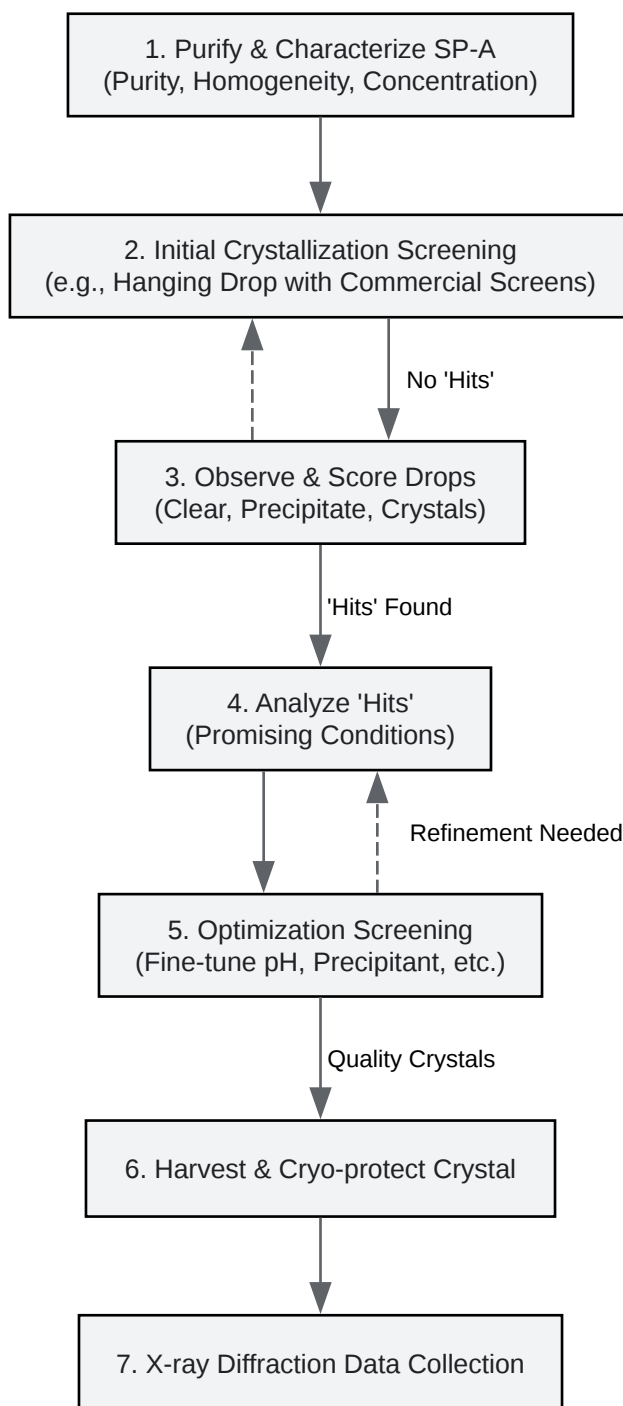 1. Purify & Characterize SP-A
(Purity, Homogeneity, Concentration)
2. Initial Crystallization Screening
(e.g., Hanging Drop with Commercial Screens)
No 'Hits'
3. Observe & Score Drops
(Clear, Precipitate, Crystals)
'Hits' Found
4. Analyze 'Hits'
(Promising Conditions)
Refinement Needed
5. Optimization Screening
(Fine-tune pH, Precipitant, etc.)
Quality Crystals
6. Harvest & Cryo-protect Crystal
7. X-ray Diffraction Data Collection